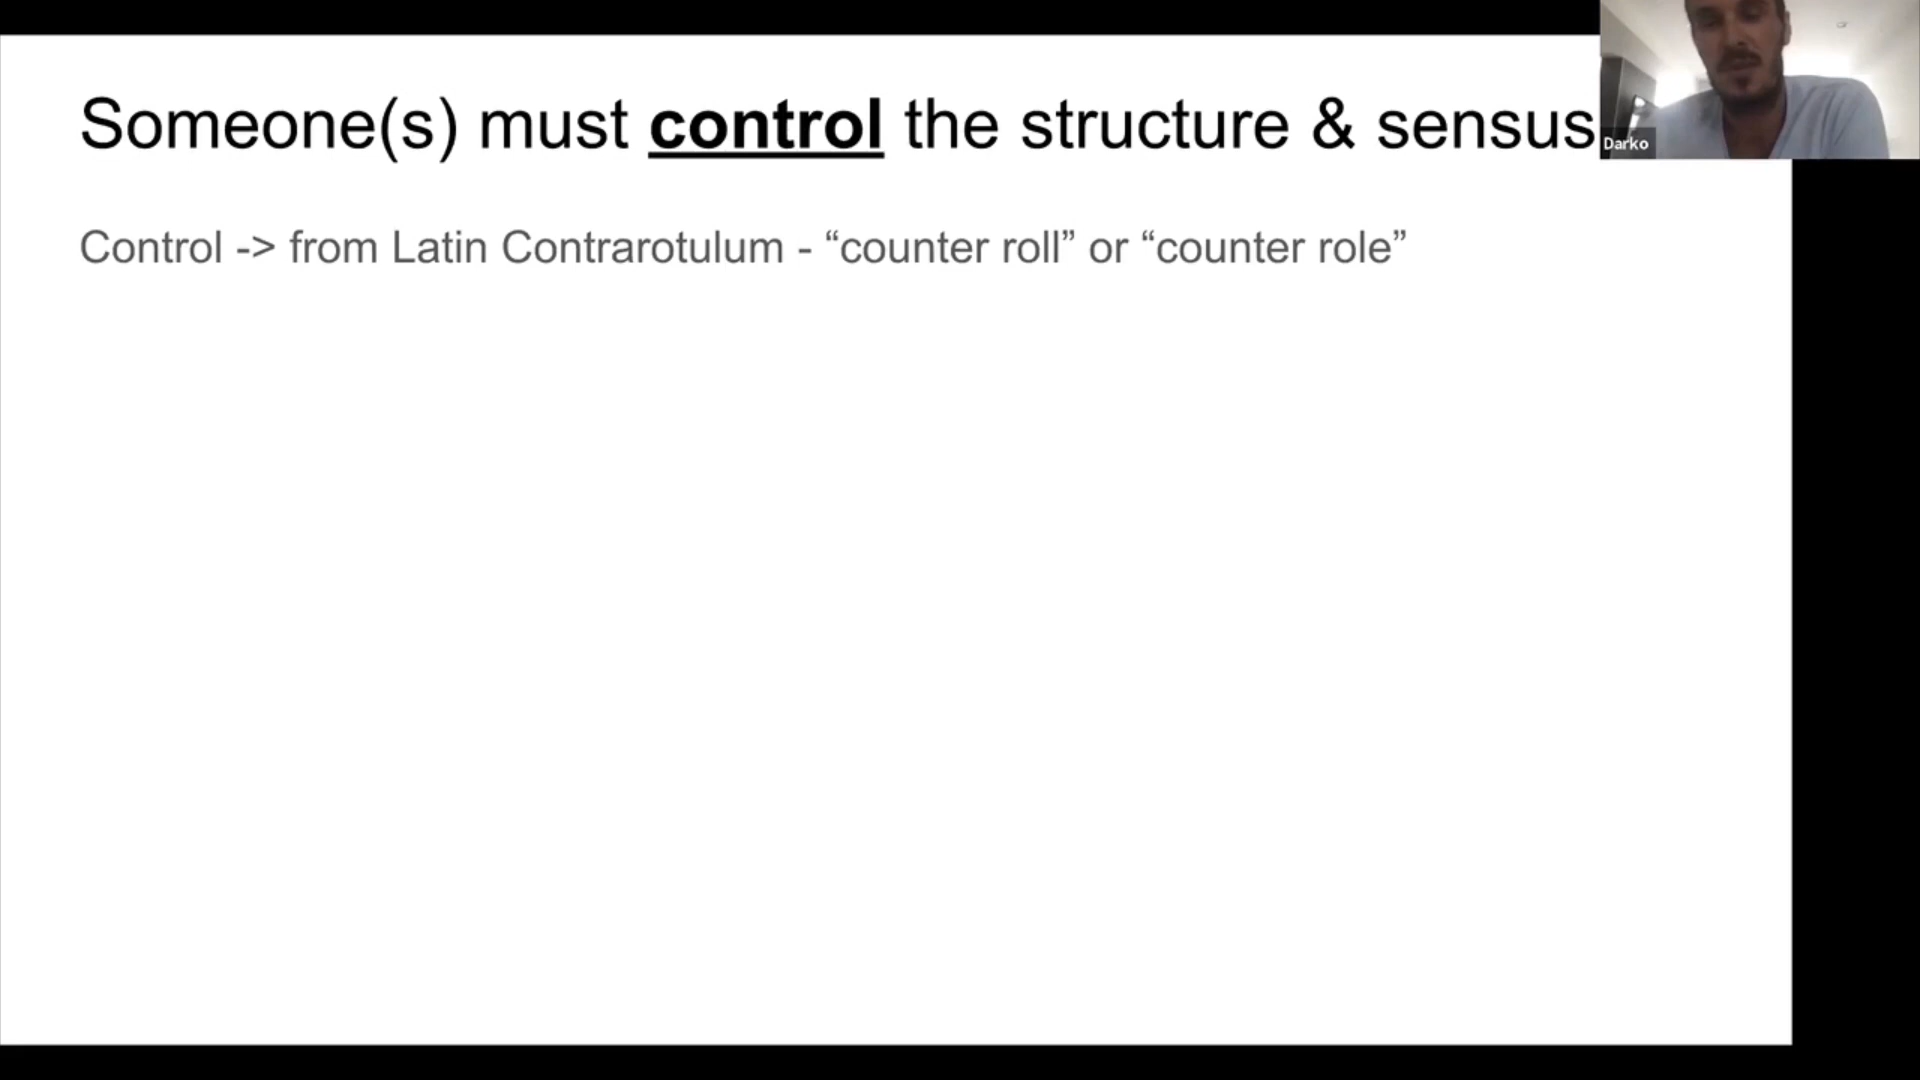 Someone(s) must control the structure & sensus
Darko
Control -> from Latin Contrarotulum - “counter roll” or “counter role”